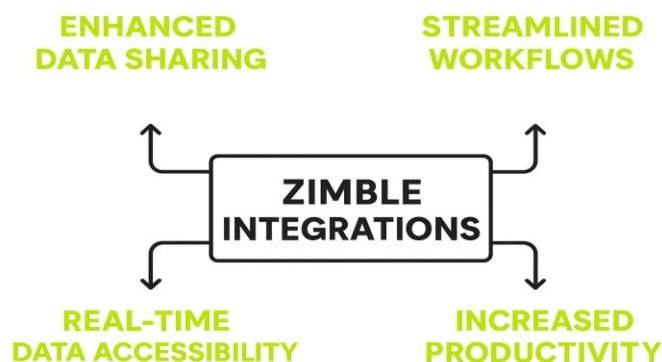 ENHANCED
DATA SHARING
STREAMLINED
WORKFLOWS
ZIMBLE
INTEGRATIONS
REAL-TIME
DATA ACCESSIBILITY
INCREASED
PRODUCTIVITY